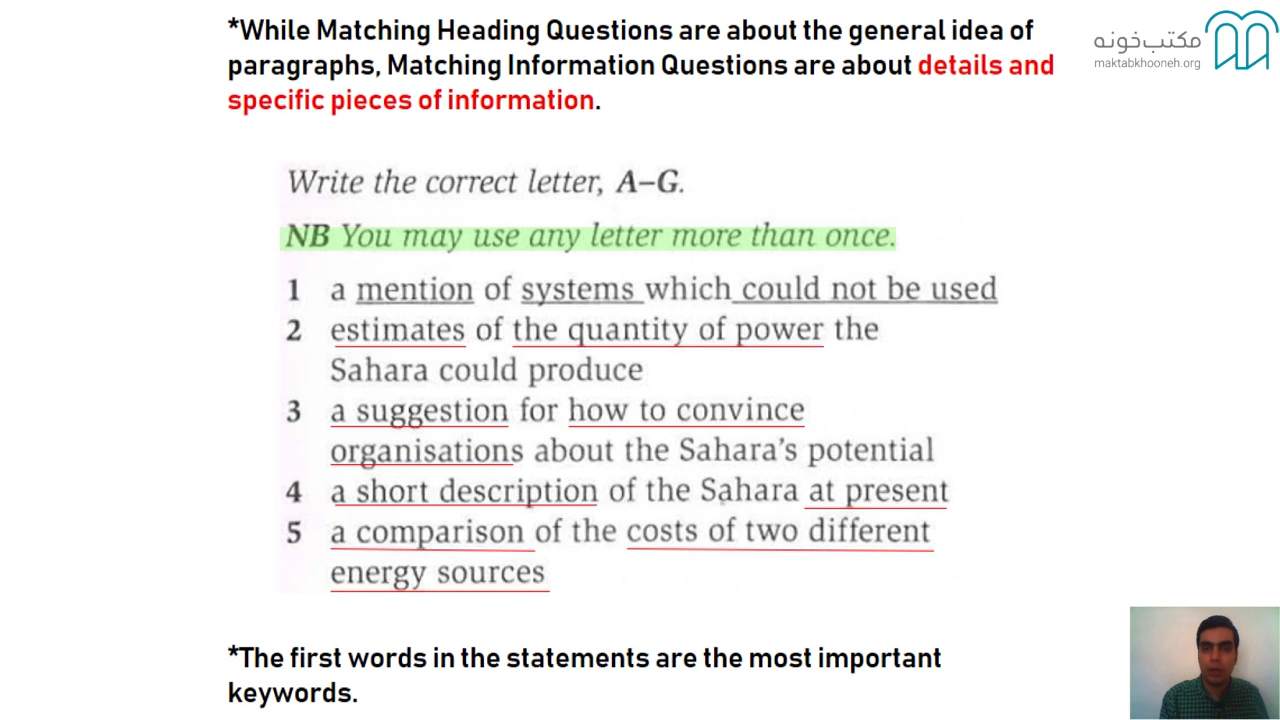 *While Matching Heading Questions are about the general idea of
paragraphs, Matching Information Questions are about details and
specific pieces of information.
مکتب‌خونه
maktabkhooneh.org
Write the correct letter, A–G.
NB You may use any letter more than once.
1 a mention of systems which could not be used
2 estimates of the quantity of power the
Sahara could produce
3 a suggestion for how to convince
organisations about the Sahara's potential
4 a short description of the Sahara at present
5 a comparison of the costs of two different
energy sources
*The first words in the statements are the most important
keywords.